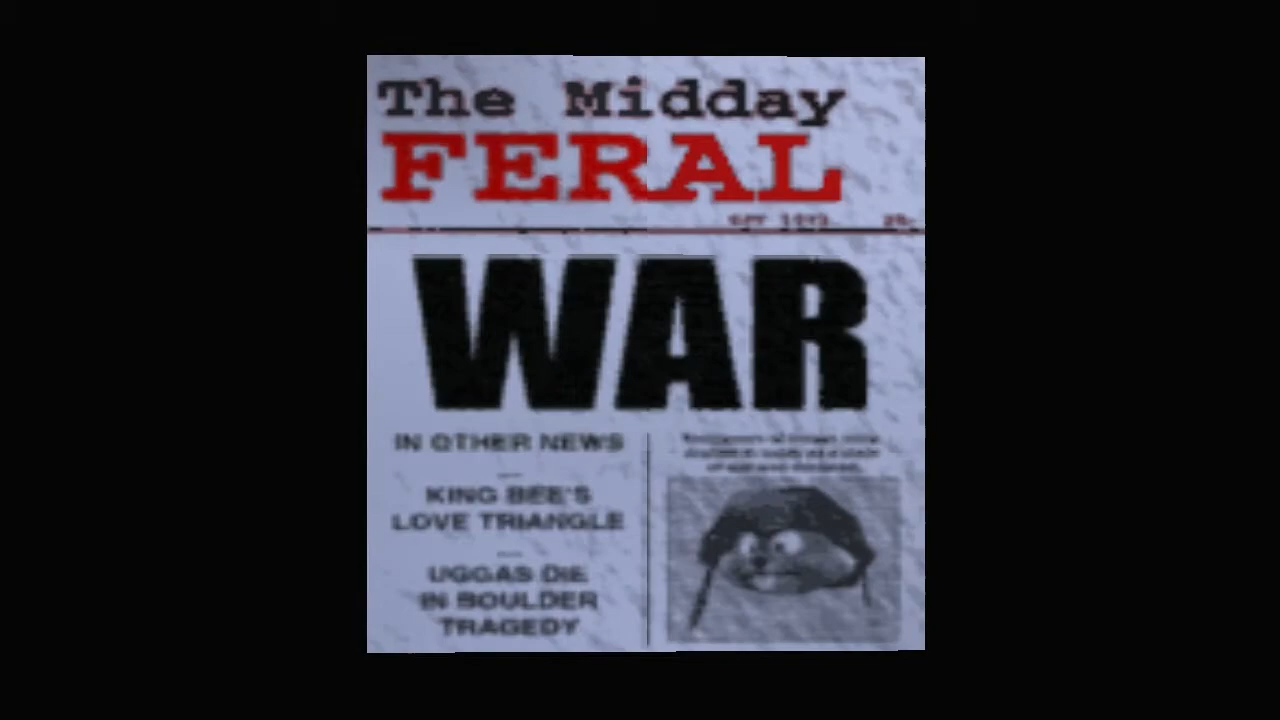 The Midday
FERAL
WAR
IN OTHER NEWS
KING BEE'S
LOVE TRIANGLE
UGGAS DIE
IN BOULDER
TRAGEDY